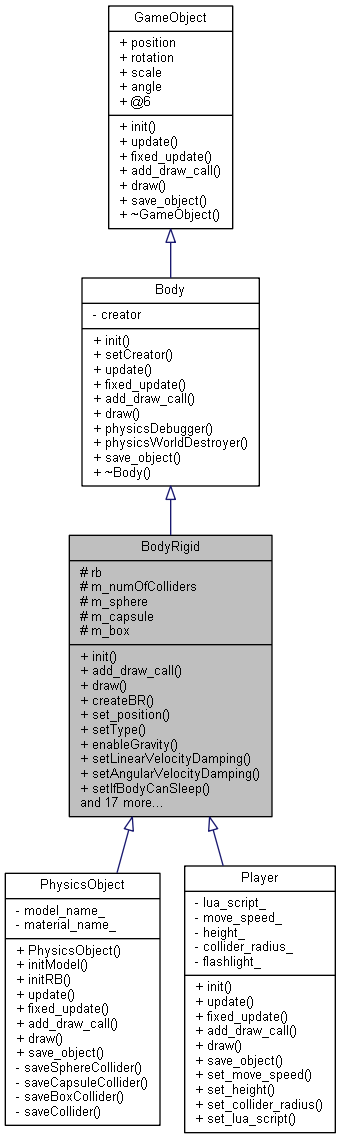 GameObject
+ position
+ rotation
+ scale
+ angle
+ @6
+ init()
+ update()
+ fixed_update()
+ add_draw_call()
+ draw()
+ save_object()
+ ~GameObject()
Body
- creator
+ init()
+ setCreator()
+ update()
+ fixed_update()
+ add_draw_call()
+ draw()
+ physicsDebugger()
+ physicsWorldDestroyer()
+ save_object()
+ ~Body()
BodyRigid
# rb
# m_numOfColliders
# m_sphere
# m_capsule
# m_box
+ init()
+ add_draw_call()
+ draw()
+ createBR()
+ set_position()
+ setType()
+ enableGravity()
+ setLinearVelocityDamping()
+ setAngularVelocityDamping()
+ setIfBodyCanSleep()
and 17 more...
PhysicsObject
- model_name_
- material_name_
+ PhysicsObject()
+ initModel()
+ initRB()
+ update()
+ fixed_update()
+ add_draw_call()
+ draw()
+ save_object()
- saveSphereCollider()
- saveCapsuleCollider()
- saveBoxCollider()
- saveCollider()
Player
- lua_script_
- move_speed_
- height_
- collider_radius_
- flashlight_
+ init()
+ update()
+ fixed_update()
+ add_draw_call()
+ draw()
+ save_object()
+ set_move_speed()
+ set_height()
+ set_collider_radius()
+ set_lua_script()